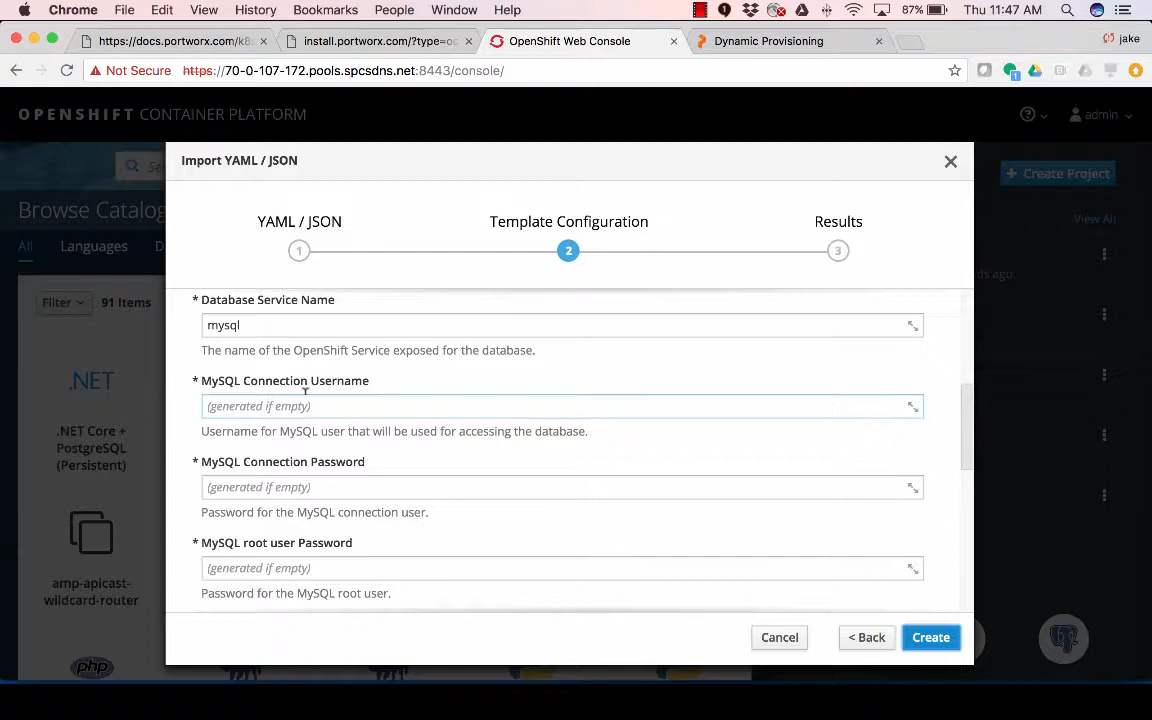 Chrome File Edit View History Bookmarks People Window Help 87% Thu 11:47 AM
https://docs.portworx.com/k8s
install.portworx.com/?type=oc
OpenShift Web Console
Dynamic Provisioning
jake
Not Secure https://70-0-107-172.pools.spcsdns.net:8443/console/
1
OPENSHIFT CONTAINER PLATFORM
admin
Import YAML / JSON
Create Project
Browse Catalog
View All
All Languages
Filter
91 Items
YAML / JSON
Template Configuration
Results
1
2
3
ds ago
* Database Service Name
mysql
The name of the OpenShift Service exposed for the database.
* MySQL Connection Username
(generated if empty)
Username for MySQL user that will be used for accessing the database.
* MySQL Connection Password
(generated if empty)
Password for the MySQL connection user.
* MySQL root user Password
(generated if empty)
Password for the MySQL root user.
.NET
.NET Core +
PostgreSQL
(Persistent)
amp-apicast-
wildcard-router
php
Cancel
< Back
Create